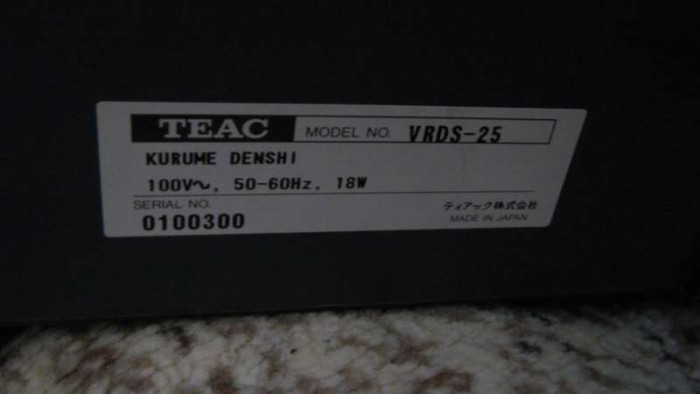 TEAC MODEL NO. VRDS-25
KURUME DENSHI
100V～, 50-60Hz, 18W
SERIAL NO.
0100300
ティアック株式会社
MADE IN JAPAN